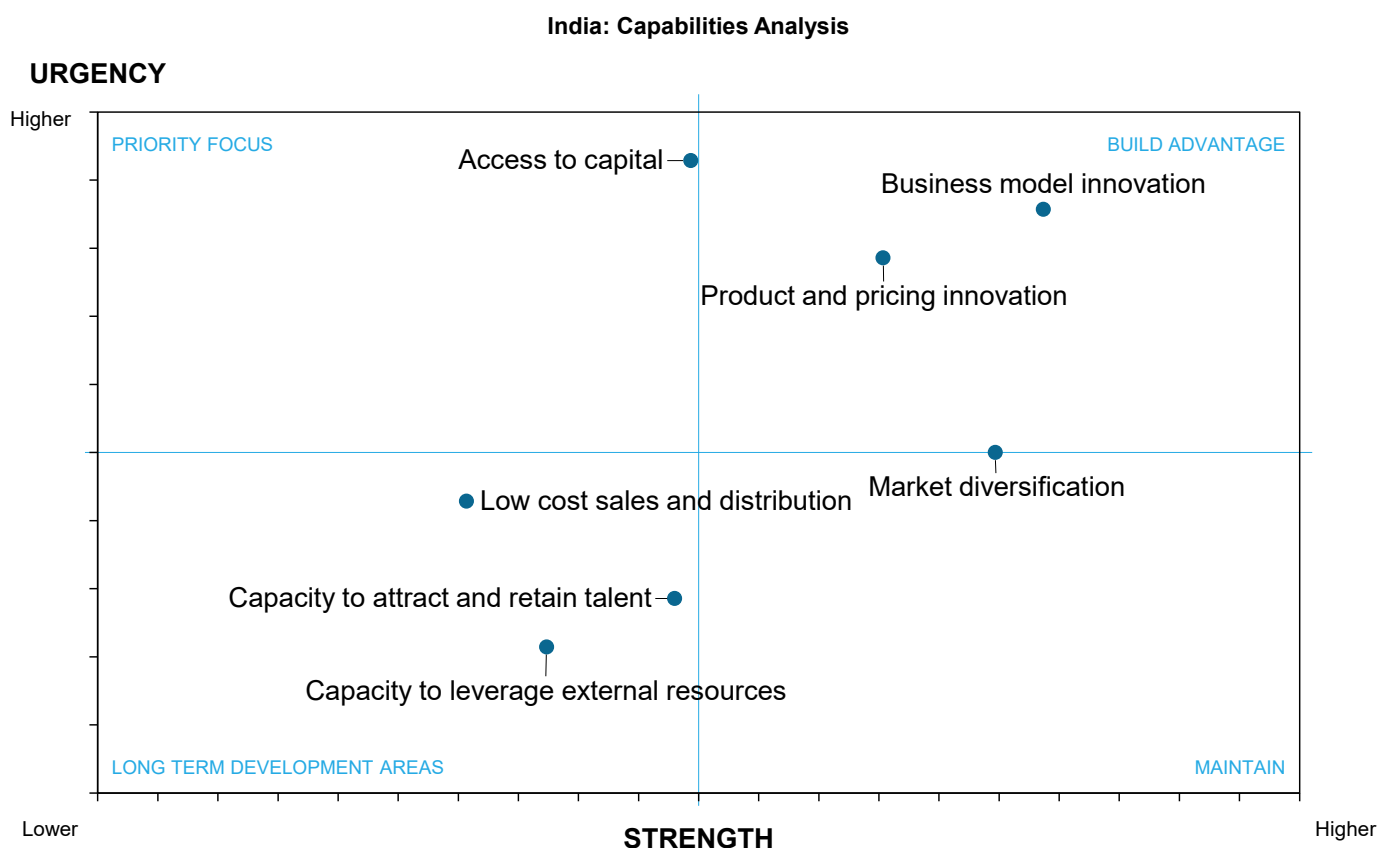 India: Capabilities Analysis
URGENCY
Higher
PRIORITY FOCUS
BUILD ADVANTAGE
Access to capital
Business model innovation
Product and pricing innovation
Market diversification
Low cost sales and distribution
Capacity to attract and retain talent
Capacity to leverage external resources
LONG TERM DEVELOPMENT AREAS
MAINTAIN
Lower
STRENGTH
Higher